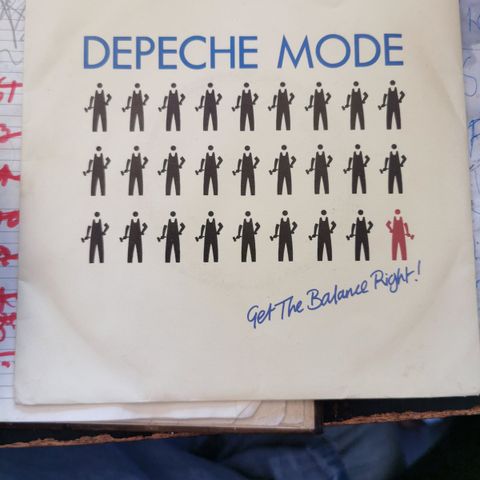 DEPECHE MODE
Get The Balance Right!